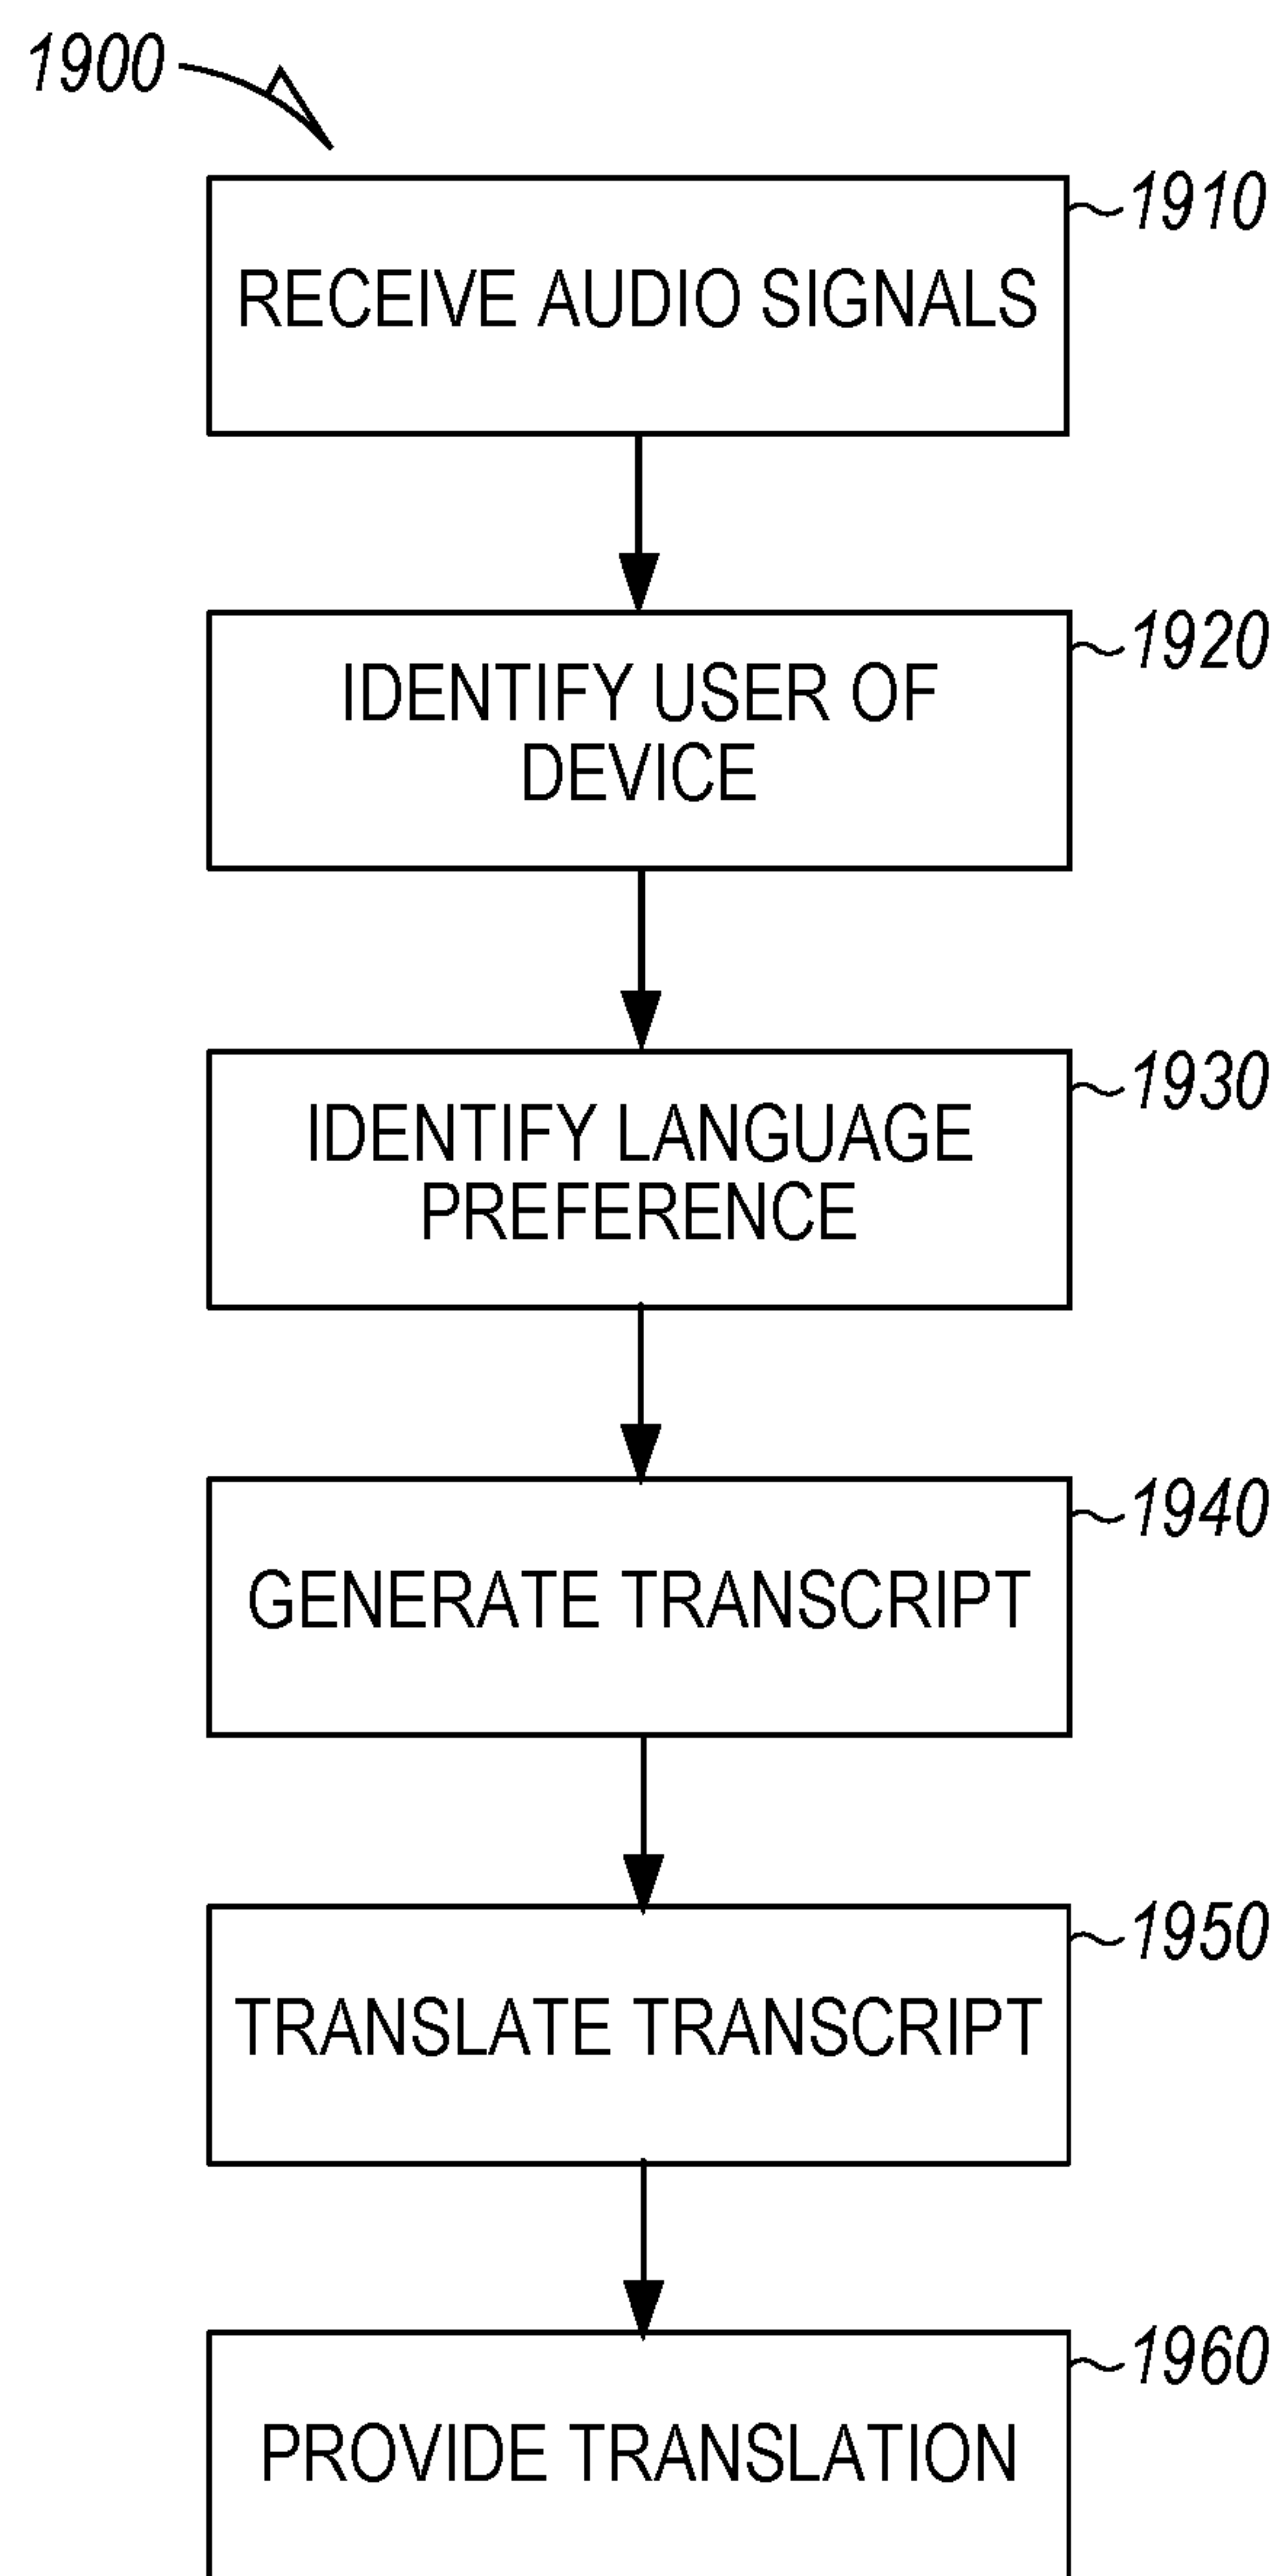 1900
1910
RECEIVE AUDIO SIGNALS
1920
IDENTIFY USER OF
DEVICE
1930
IDENTIFY LANGUAGE
PREFERENCE
1940
GENERATE TRANSCRIPT
1950
TRANSLATE TRANSCRIPT
1960
PROVIDE TRANSLATION